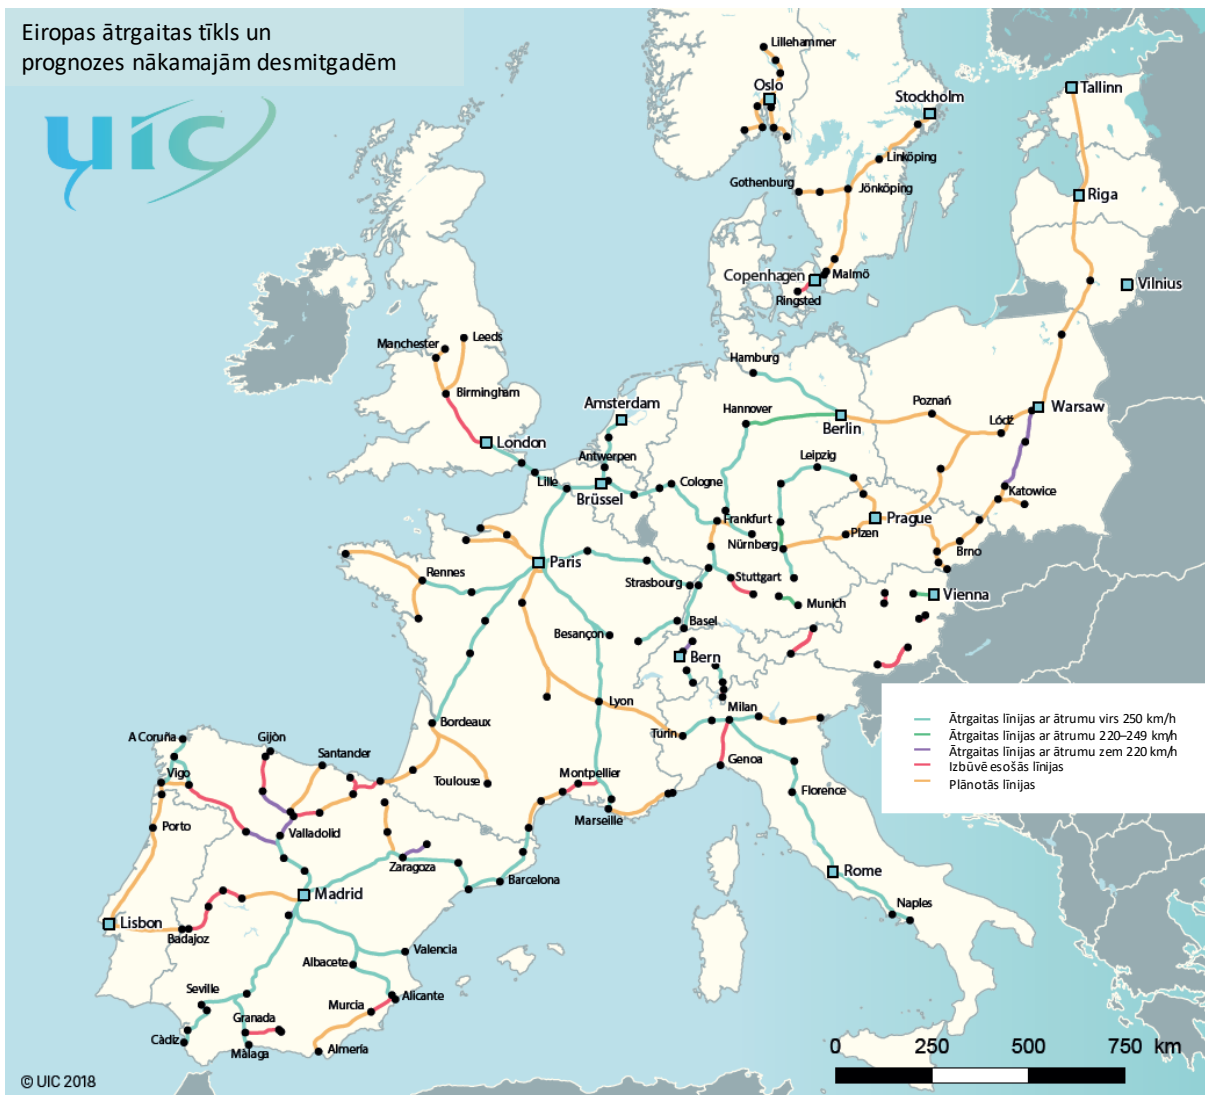 Eiropas ātrgaitas tīkls un
prognozes nākamajām desmitgadēm
uic
Lillehammer
Oslo
Stockholm
Tallinn
Linköping
Gothenburg
Jönköping
Riga
Copenhagen
Malmö
Ringsted
Vilnius
Manchester
Leeds
Hamburg
Birmingham
Amsterdam
Hannover
Poznań
Warsaw
London
Berlin
Lódź
Antwerpen
Leipzig
Lille
Brüssel
Cologne
Katowice
Frankfurt
Prague
Nürnberg
Plzen
Brno
Paris
Rennes
Strasbourg
Stuttgart
Vienna
Munich
Besançon
Basel
Bern
Lyon
Milan
Bordeaux
Turin
A Coruña
Gijòn
Santander
Vigo
Toulouse
Montpellier
Genoa
Florence
Marseille
Porto
Valladolid
Zaragoza
Barcelona
Rome
Madrid
Lisbon
Naples
Badajoz
Valencia
Albacete
Seville
Alicante
Murcia
Granada
Càdiz
Màlaga
Almería
Ātrgaitas līnijas ar ātrumu virs 250 km/h
Ātrgaitas līnijas ar ātrumu 220–249 km/h
Ātrgaitas līnijas ar ātrumu zem 220 km/h
Izbūvē esošās līnijas
Plānotās līnijas
0 250 500 750 km
© UIC 2018